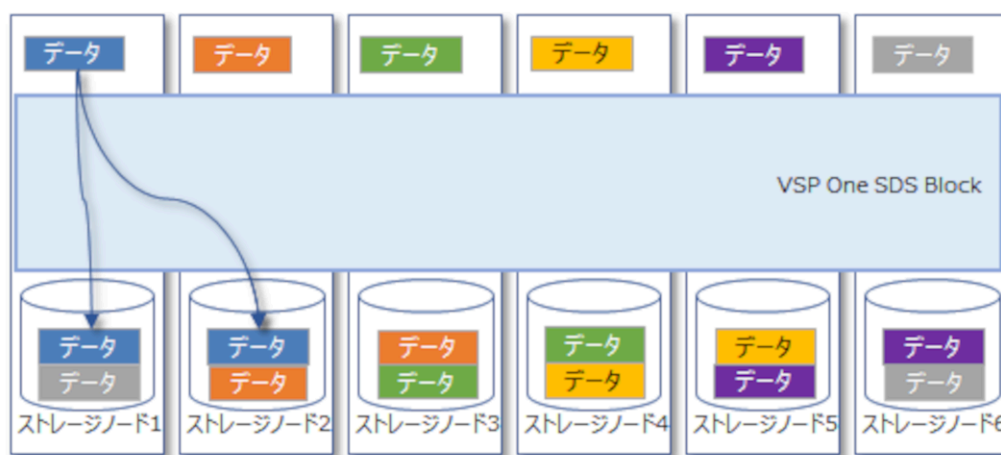 データ データ データ データ データ データ
VSP One SDS Block
データ データ データ データ データ データ
データ データ データ データ データ データ
ストレージノード1 ストレージノード2 ストレージノード3 ストレージノード4 ストレージノード5 ストレージノード6